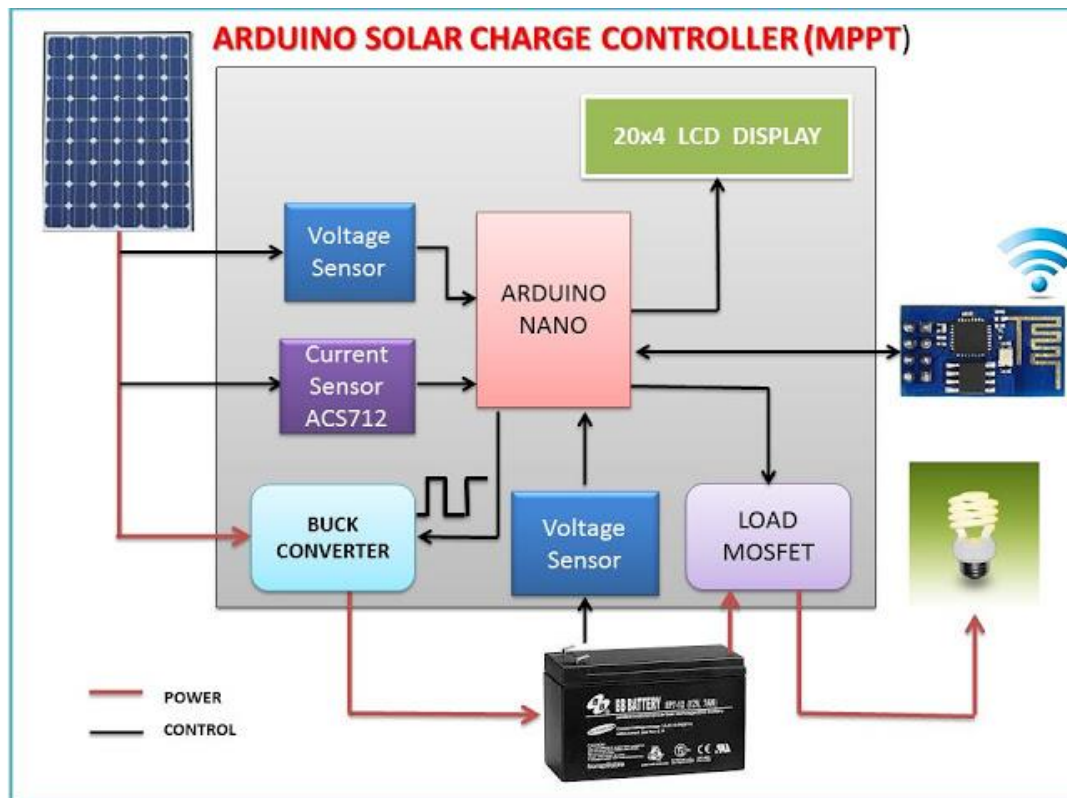 ARDUINO SOLAR CHARGE CONTROLLER (MPPT)
20x4 LCD DISPLAY
Voltage
Sensor
ARDUINO
NANO
Current
Sensor
ACS712
BUCK
CONVERTER
Voltage
Sensor
LOAD
MOSFET
POWER
CONTROL
BB BATTERY